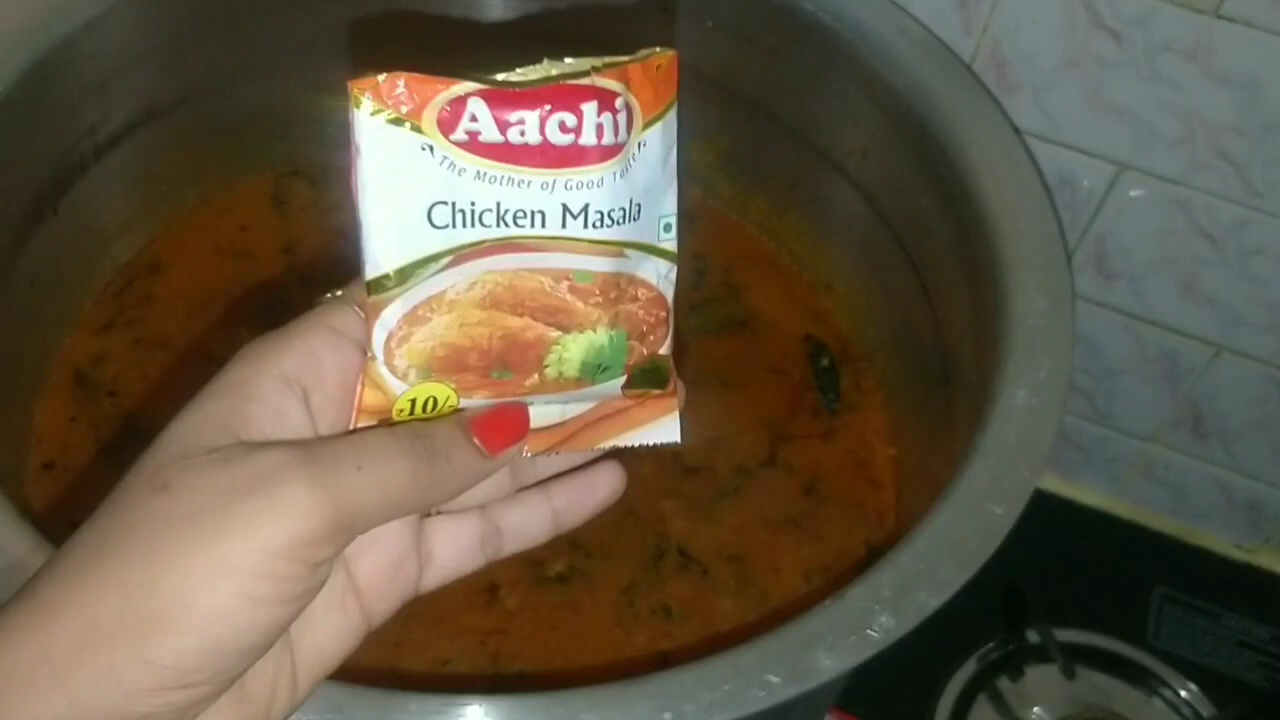 Aachi
The Mother of Good Taste
Chicken Masala
₹10/-